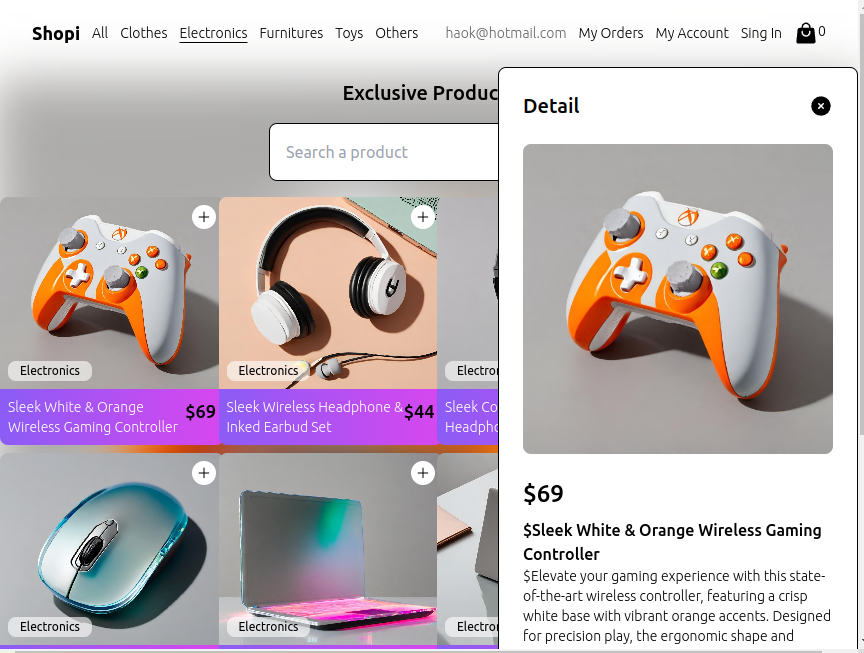 Shopi All Clothes Electronics Furnitures Toys Others haok@hotmail.com My Orders My Account Sing In 0
Exclusive Produc
Search a product
Electronics
Sleek White & Orange
Wireless Gaming Controller
$69
Electronics
Sleek Wireless Headphone &
Inked Earbud Set
$44
Electro
Sleek Co
Headpho
Electronics
Electronics
Electro
Detail
$69
$Sleek White & Orange Wireless Gaming
Controller
$Elevate your gaming experience with this state-
of-the-art wireless controller, featuring a crisp
white base with vibrant orange accents. Designed
for precision play, the ergonomic shape and